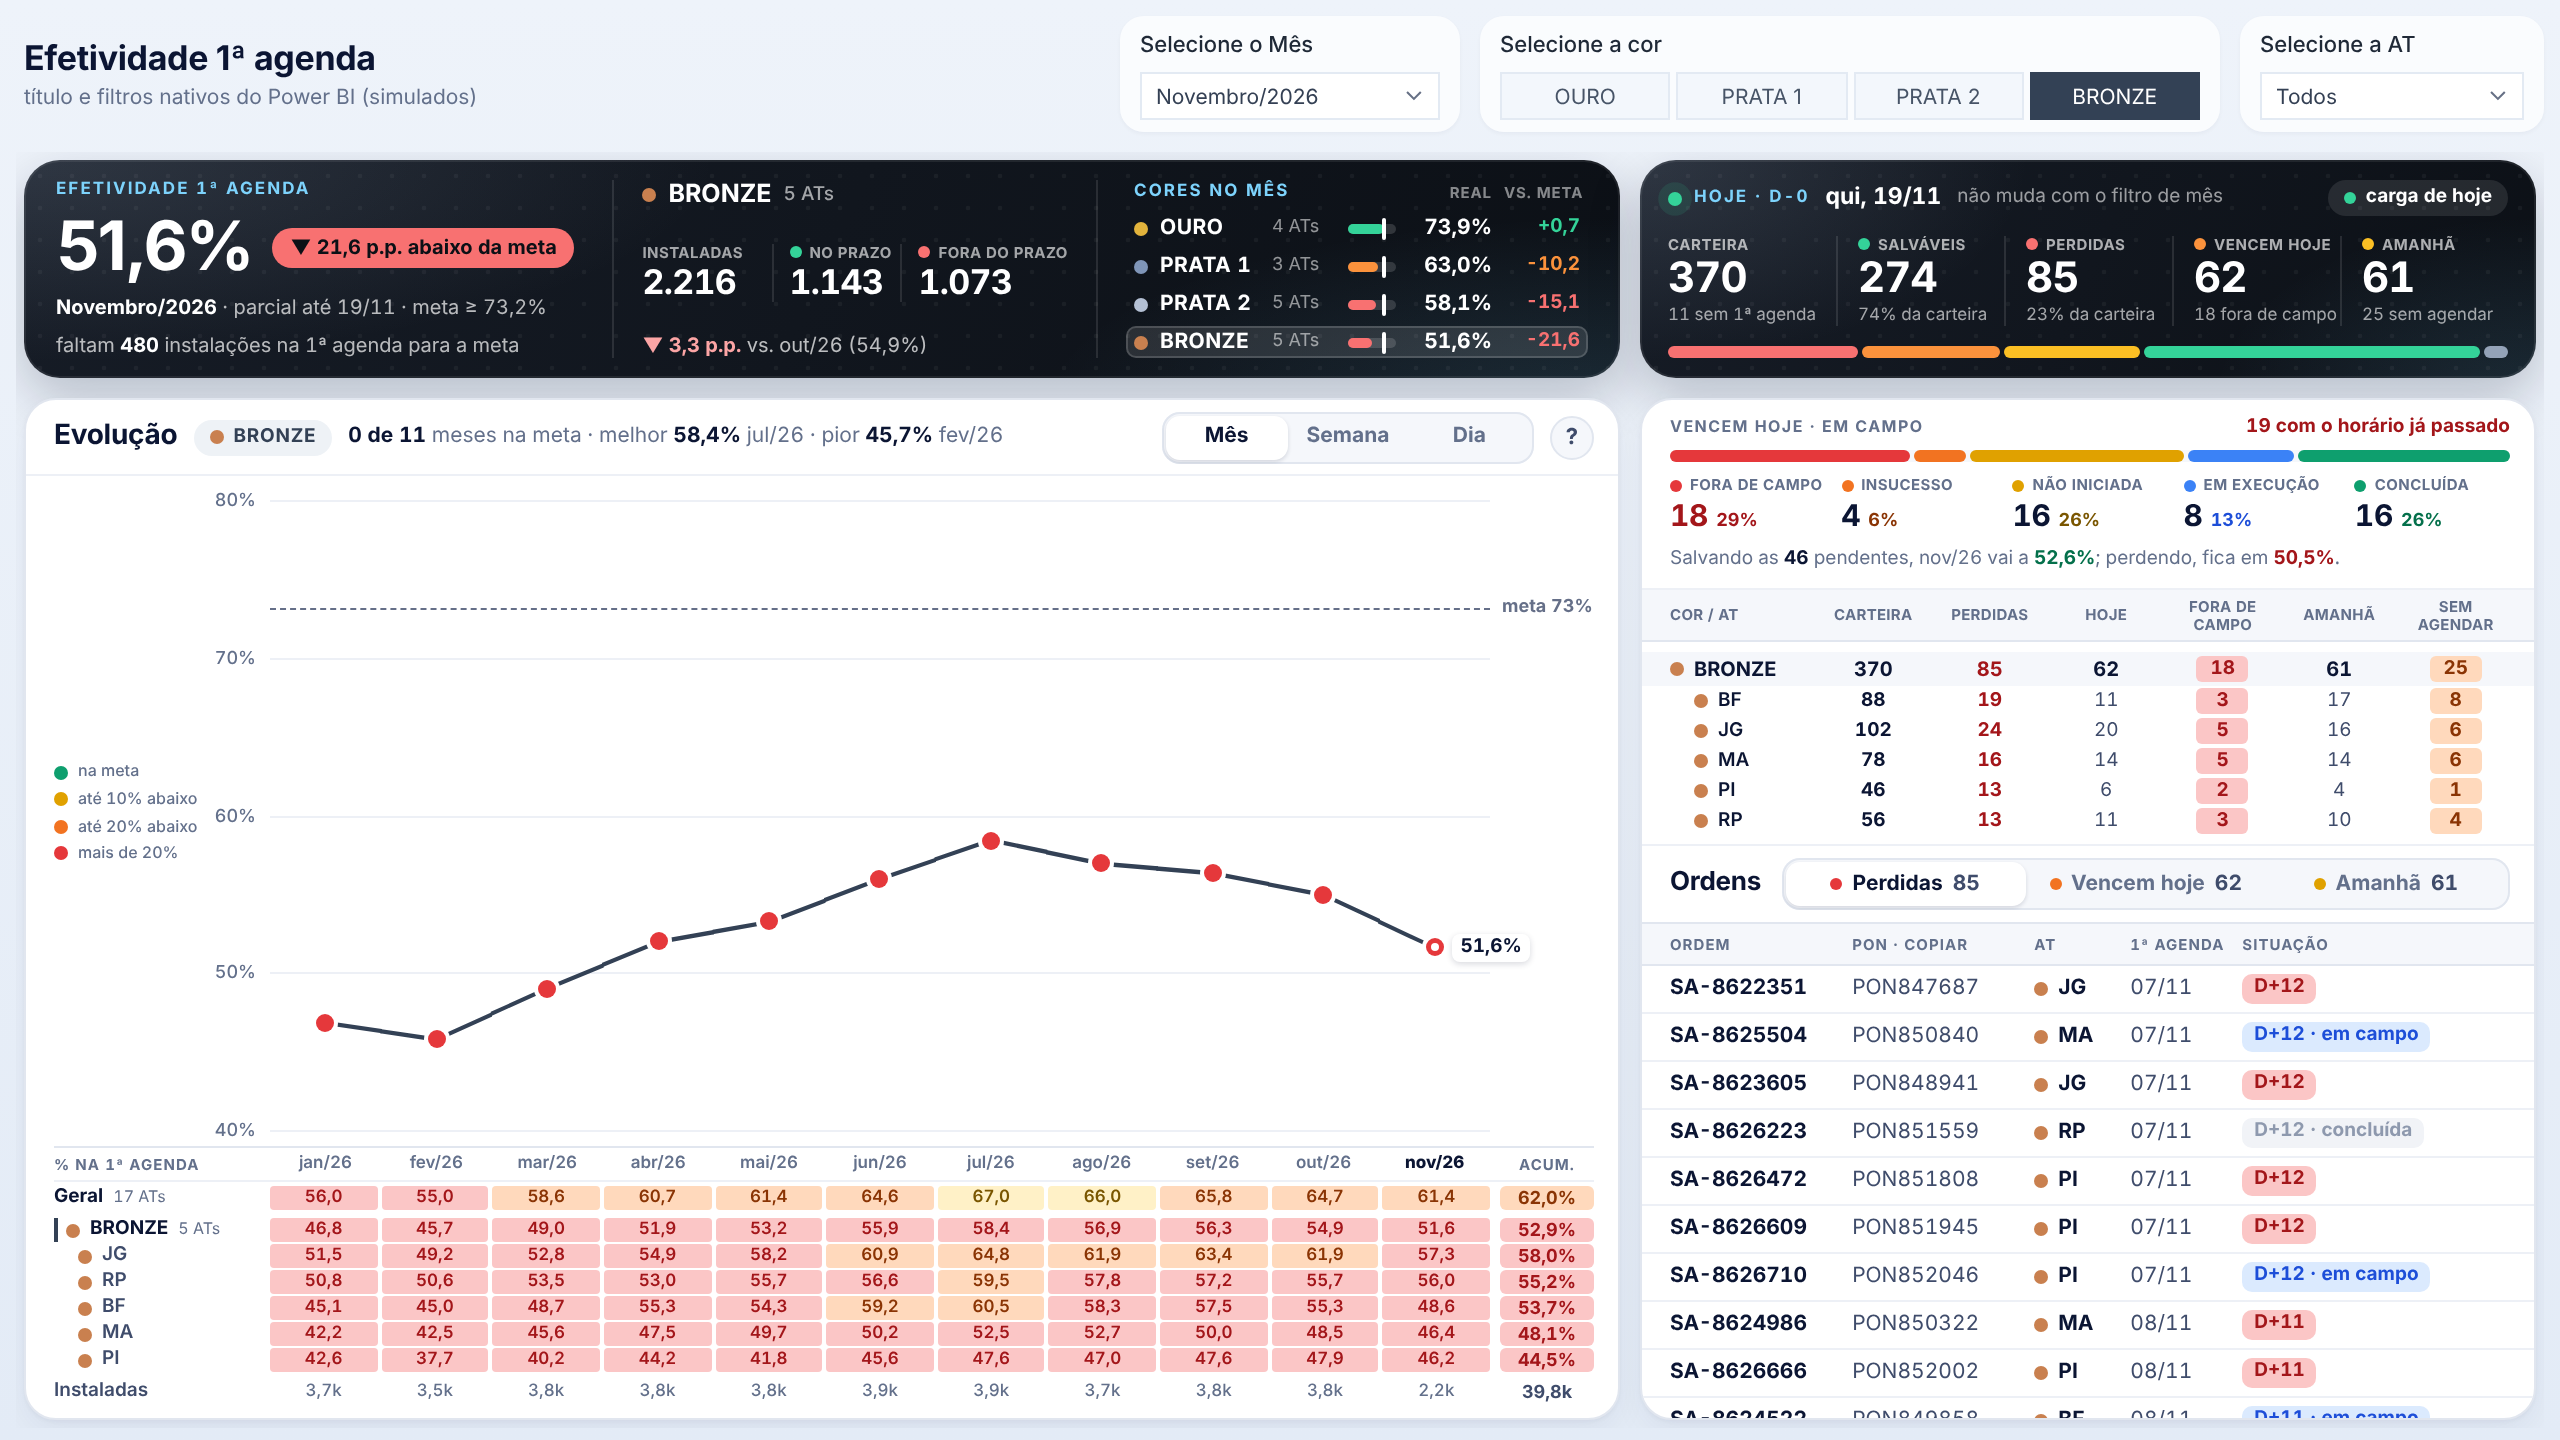 Efetividade 1ª agenda
título e filtros nativos do Power BI (simulados)
Selecione o Mês
Novembro/2026
Selecione a cor
OURO PRATA 1 PRATA 2 BRONZE
Selecione a AT
Todos
EFETIVIDADE 1ª AGENDA
51,6% ▼ 21,6 p.p. abaixo da meta
Novembro/2026 · parcial até 19/11 · meta ≥ 73,2%
faltam 480 instalações na 1ª agenda para a meta
BRONZE 5 ATs
INSTALADAS NO PRAZO FORA DO PRAZO
2.216 1.143 1.073
▼ 3,3 p.p. vs. out/26 (54,9%)
CORES NO MÊS REAL VS. META
OURO 4 ATs 73,9% +0,7
PRATA 1 3 ATs 63,0% -10,2
PRATA 2 5 ATs 58,1% -15,1
BRONZE 5 ATs 51,6% -21,6
HOJE · D-0 qui, 19/11 não muda com o filtro de mês carga de hoje
CARTEIRA SALVÁVEIS PERDIDAS VENCEM HOJE AMANHÃ
370 274 85 62 61
11 sem 1ª agenda 74% da carteira 23% da carteira 18 fora de campo 25 sem agendar
Evolução BRONZE 0 de 11 meses na meta · melhor 58,4% jul/26 · pior 45,7% fev/26
Mês Semana Dia ?
80%
meta 73%
70%
60%
50%
40%
na meta
até 10% abaixo
até 20% abaixo
mais de 20%
51,6%
% NA 1ª AGENDA jan/26 fev/26 mar/26 abr/26 mai/26 jun/26 jul/26 ago/26 set/26 out/26 nov/26 ACUM.
Geral 17 ATs 56,0 55,0 58,6 60,7 61,4 64,6 67,0 66,0 65,8 64,7 61,4 62,0%
BRONZE 5 ATs 46,8 45,7 49,0 51,9 53,2 55,9 58,4 56,9 56,3 54,9 51,6 52,9%
JG 51,5 49,2 52,8 54,9 58,2 60,9 64,8 61,9 63,4 61,9 57,3 58,0%
RP 50,8 50,6 53,5 53,0 55,7 56,6 59,5 57,8 57,2 55,7 56,0 55,2%
BF 45,1 45,0 48,7 55,3 54,3 59,2 60,5 58,3 57,5 55,3 48,6 53,7%
MA 42,2 42,5 45,6 47,5 49,7 50,2 52,5 52,7 50,0 48,5 46,4 48,1%
PI 42,6 37,7 40,2 44,2 41,8 45,6 47,6 47,0 47,6 47,9 46,2 44,5%
Instaladas 3,7k 3,5k 3,8k 3,8k 3,8k 3,9k 3,9k 3,7k 3,8k 3,8k 2,2k 39,8k
VENCEM HOJE · EM CAMPO 19 com o horário já passado
FORA DE CAMPO INSUCESSO NÃO INICIADA EM EXECUÇÃO CONCLUÍDA
18 29% 4 6% 16 26% 8 13% 16 26%
Salvando as 46 pendentes, nov/26 vai a 52,6%; perdendo, fica em 50,5%.
COR / AT CARTEIRA PERDIDAS HOJE FORA DE CAMPO AMANHÃ SEM AGENDAR
BRONZE 370 85 62 18 61 25
BF 88 19 11 3 17 8
JG 102 24 20 5 16 6
MA 78 16 14 5 14 6
PI 46 13 6 2 4 1
RP 56 13 11 3 10 4
Ordens Perdidas 85 Vencem hoje 62 Amanhã 61
ORDEM PON · COPIAR AT 1ª AGENDA SITUAÇÃO
SA-8622351 PON847687 JG 07/11 D+12
SA-8625504 PON850840 MA 07/11 D+12 · em campo
SA-8623605 PON848941 JG 07/11 D+12
SA-8626223 PON851559 RP 07/11 D+12 · concluída
SA-8626472 PON851808 PI 07/11 D+12
SA-8626609 PON851945 PI 07/11 D+12
SA-8626710 PON852046 PI 07/11 D+12 · em campo
SA-8624986 PON850322 MA 08/11 D+11
SA-8626666 PON852002 PI 08/11 D+11
08/11 D+11 · em campo